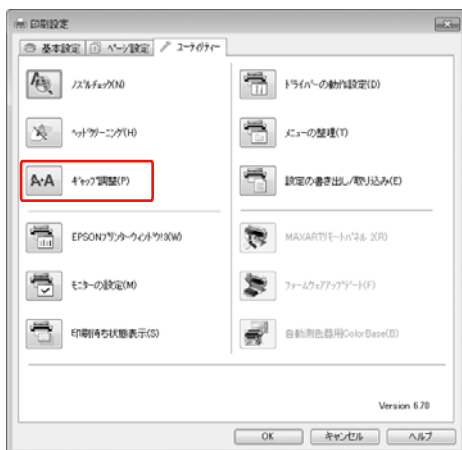 印刷設定
基本設定
ページ設定
ユーティリティー
ノズルチェック(N)
ヘッドクリーニング(H)
ギャップ調整(P)
EPSONプリンターウィンドウ!3(W)
モニターの設定(M)
印刷待ち状態表示(S)
ドライバーの動作設定(D)
メニューの整理(T)
設定の書き出し/取り込み(E)
MAXARTリモートパネル 2(R)
ファームウェアアップデート(F)
自動測色器用ColorBase(B)
Version 6.70
OK
キャンセル
ヘルプ